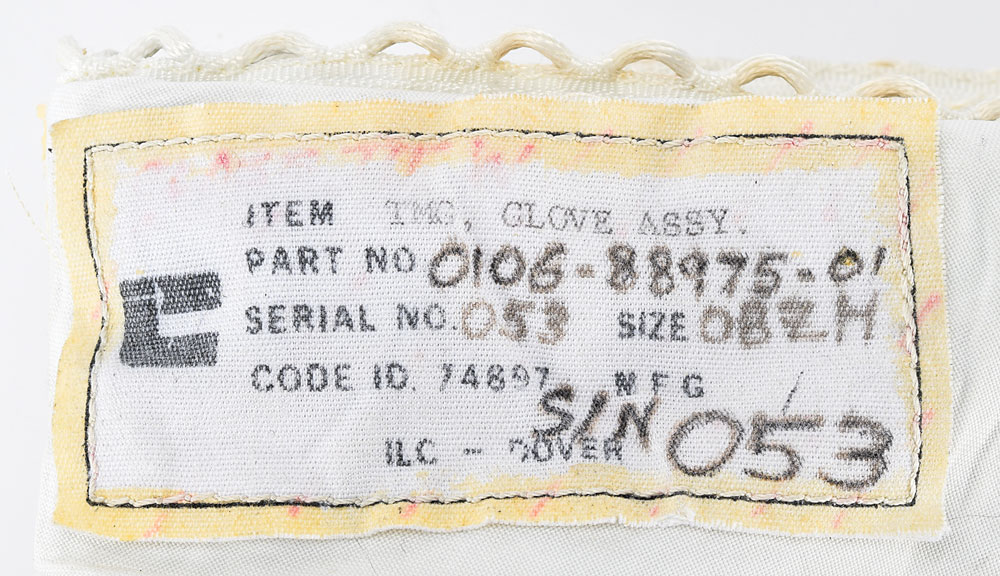 ITEM TMG, GLOVE ASSY.
PART NO 0106-88975-01
SERIAL NO. 053 SIZE 082H
CODE ID. 74897 MFG
S/N 053
ILC - DOVER